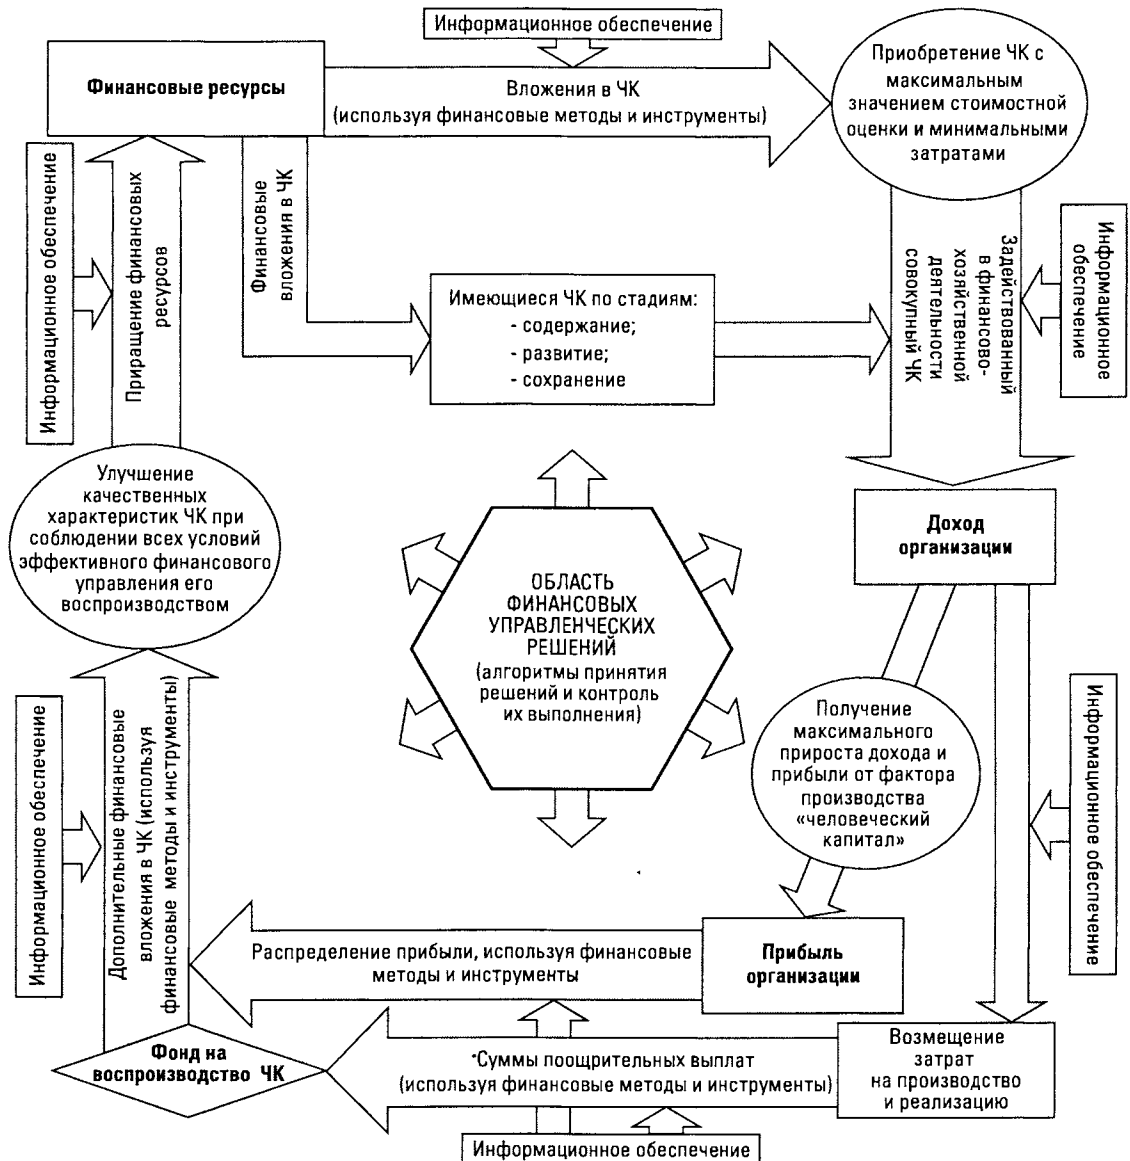 Информационное обеспечение
Финансовые ресурсы
Вложения в ЧК
(используя финансовые методы и инструменты)
Приобретение ЧК с
максимальным
значением стоимостной
оценки и минимальными
затратами
Информационное обеспечение
Приращение финансовых
ресурсов
Финансовые
вложения в ЧК
Имеющиеся ЧК по стадиям:
- содержание;
- развитие;
- сохранение
Задействованный
в финансово-
хозяйственной
деятельности
совокупный ЧК
Информационное
обеспечение
Улучшение
качественных
характеристик ЧК при
соблюдении всех условий
эффективного финансового
управления его
воспроизводством
ОБЛАСТЬ
ФИНАНСОВЫХ
УПРАВЛЕНЧЕСКИХ
РЕШЕНИЙ
(алгоритмы принятия
решений и контроль
их выполнения)
Доход
организации
Получение
максимального
прироста дохода и
прибыли от фактора
производства
«человеческий
капитал»
Информационное обеспечение
Информационное обеспечение
Дополнительные финансовые
вложения в ЧК (используя
финансовые методы и инструменты)
Распределение прибыли, используя финансовые
методы и инструменты
Прибыль
организации
Фонд на
воспроизводство ЧК
*Суммы поощрительных выплат
(используя финансовые методы и инструменты)
Возмещение
затрат
на производство
и реализацию
Информационное обеспечение